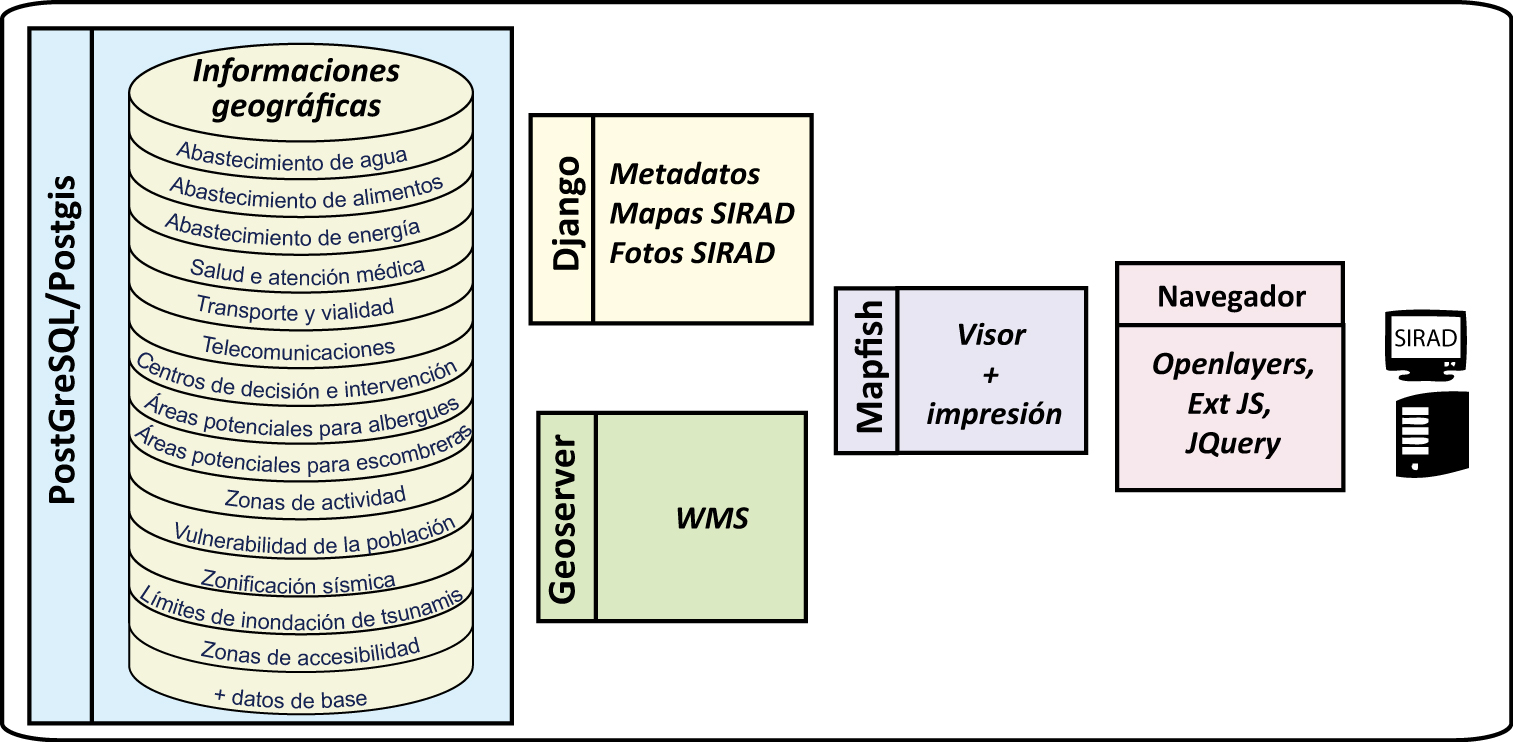 PostGreSQL/Postgis
Informaciones
geográficas
Abastecimiento de agua
Abastecimiento de alimentos
Abastecimiento de energía
Salud e atención médica
Transporte y vialidad
Telecomunicaciones
Centros de decisión e intervención
Áreas potenciales para albergues
Áreas potenciales para escombreras
Zonas de actividad
Vulnerabilidad de la población
Zonificación sísmica
Límites de inondación de tsunamis
Zonas de accesibilidad
+ datos de base
Django
Metadatos
Mapas SIRAD
Fotos SIRAD
Geoserver
WMS
Mapfish
Visor
+
impresión
Navegador
Openlayers,
Ext JS,
JQuery
SIRAD